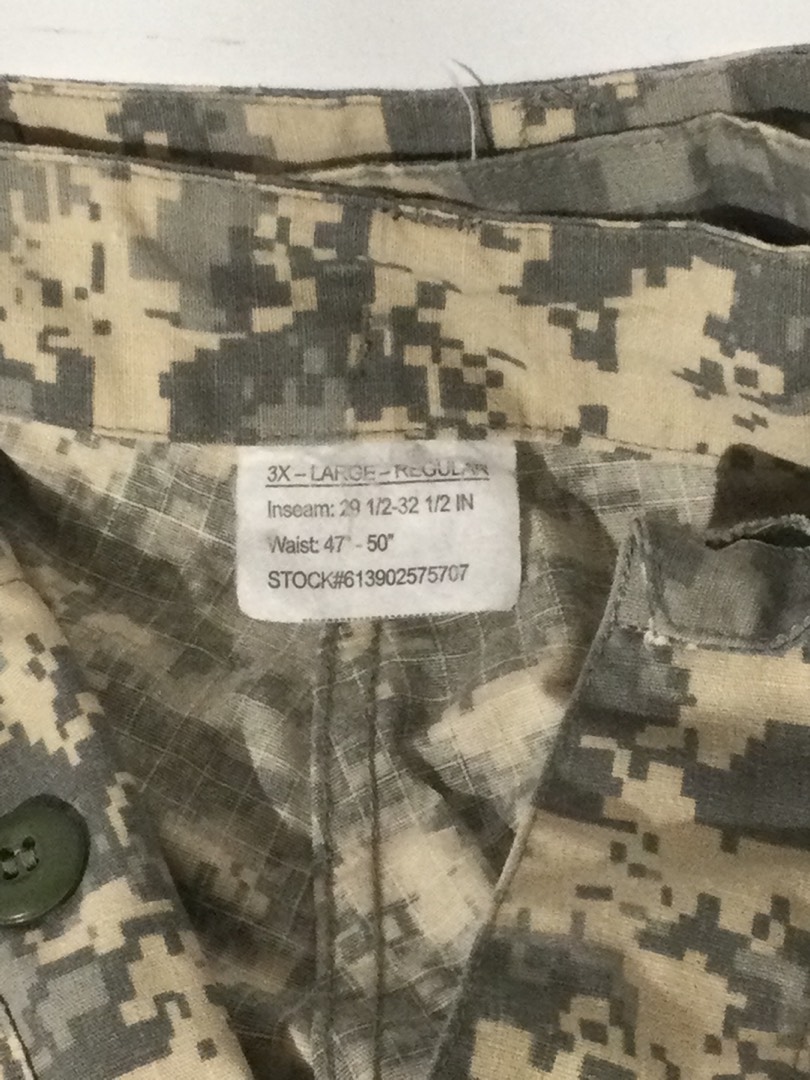 3X – LARGE – REGULAR
Inseam: 29 1/2-32 1/2 IN
Waist: 47" - 50"
STOCK#613902575707